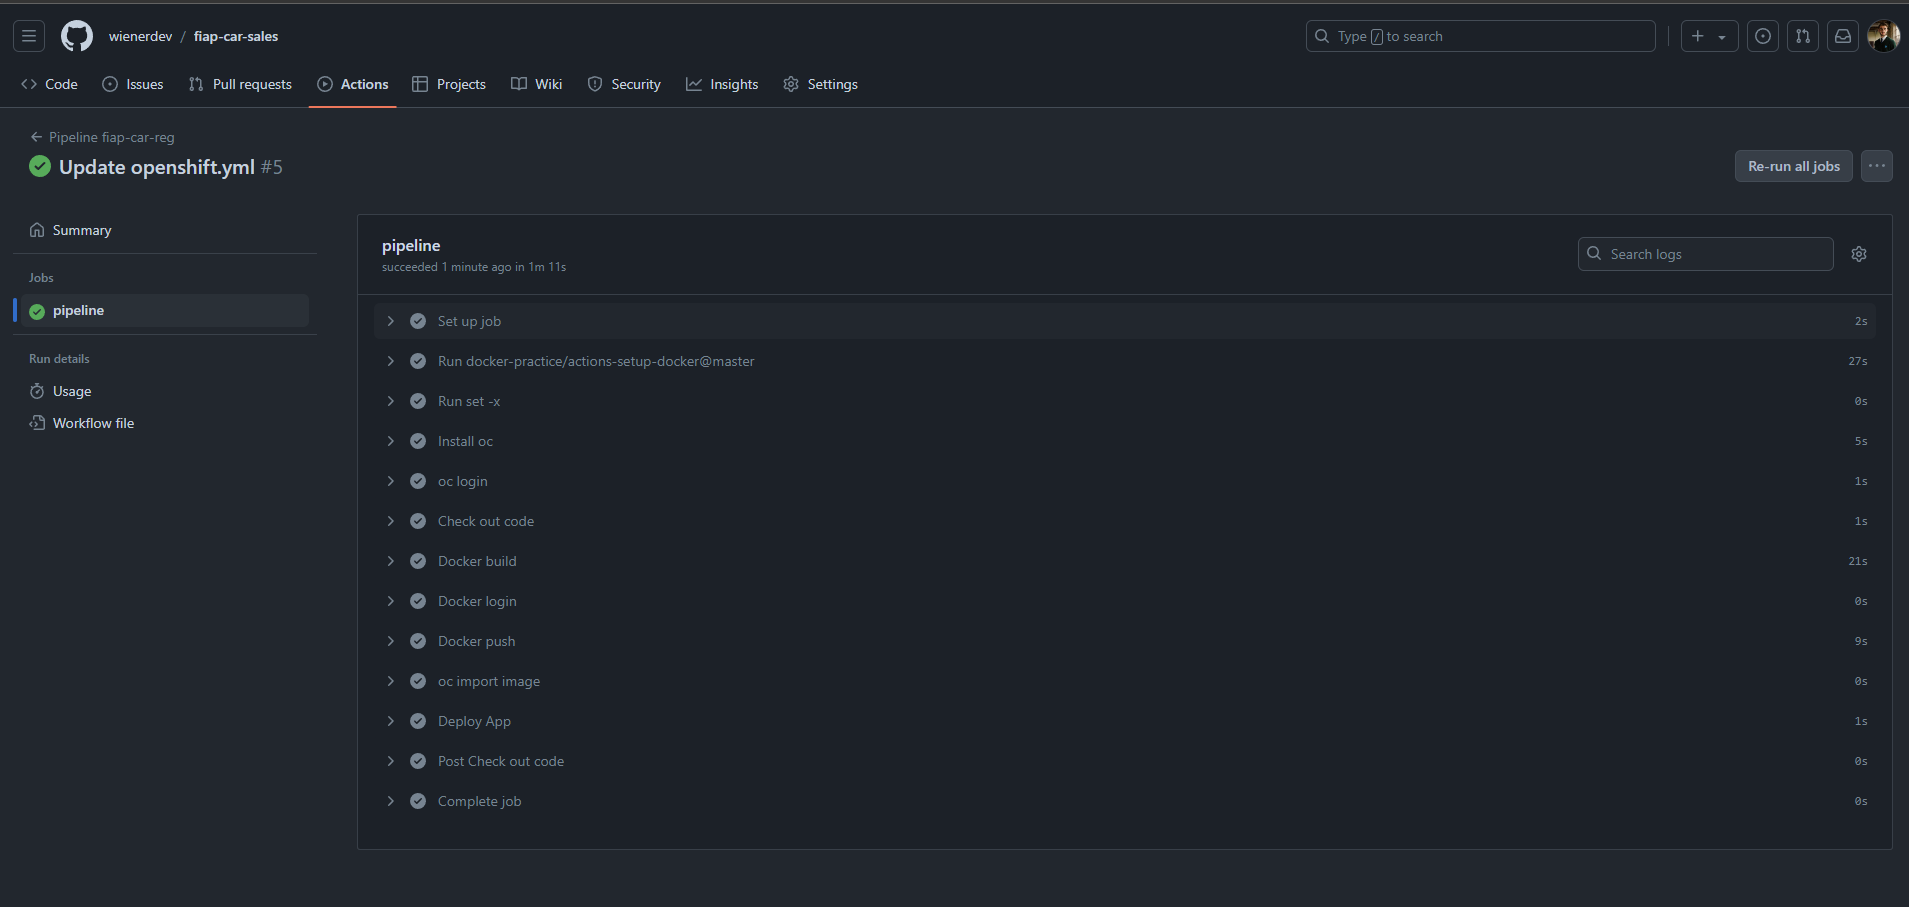 wienerdev / fiap-car-sales
Type / to search
Code Issues Pull requests Actions Projects Wiki Security Insights Settings
Pipeline fiap-car-reg
Update openshift.yml #5
Re-run all jobs
Summary
Jobs
pipeline
Run details
Usage
Workflow file
pipeline
succeeded 1 minute ago in 1m 11s
Search logs
Set up job 2s
Run docker-practice/actions-setup-docker@master 27s
Run set -x 0s
Install oc 5s
oc login 1s
Check out code 1s
Docker build 21s
Docker login 0s
Docker push 9s
oc import image 0s
Deploy App 1s
Post Check out code 0s
Complete job 0s